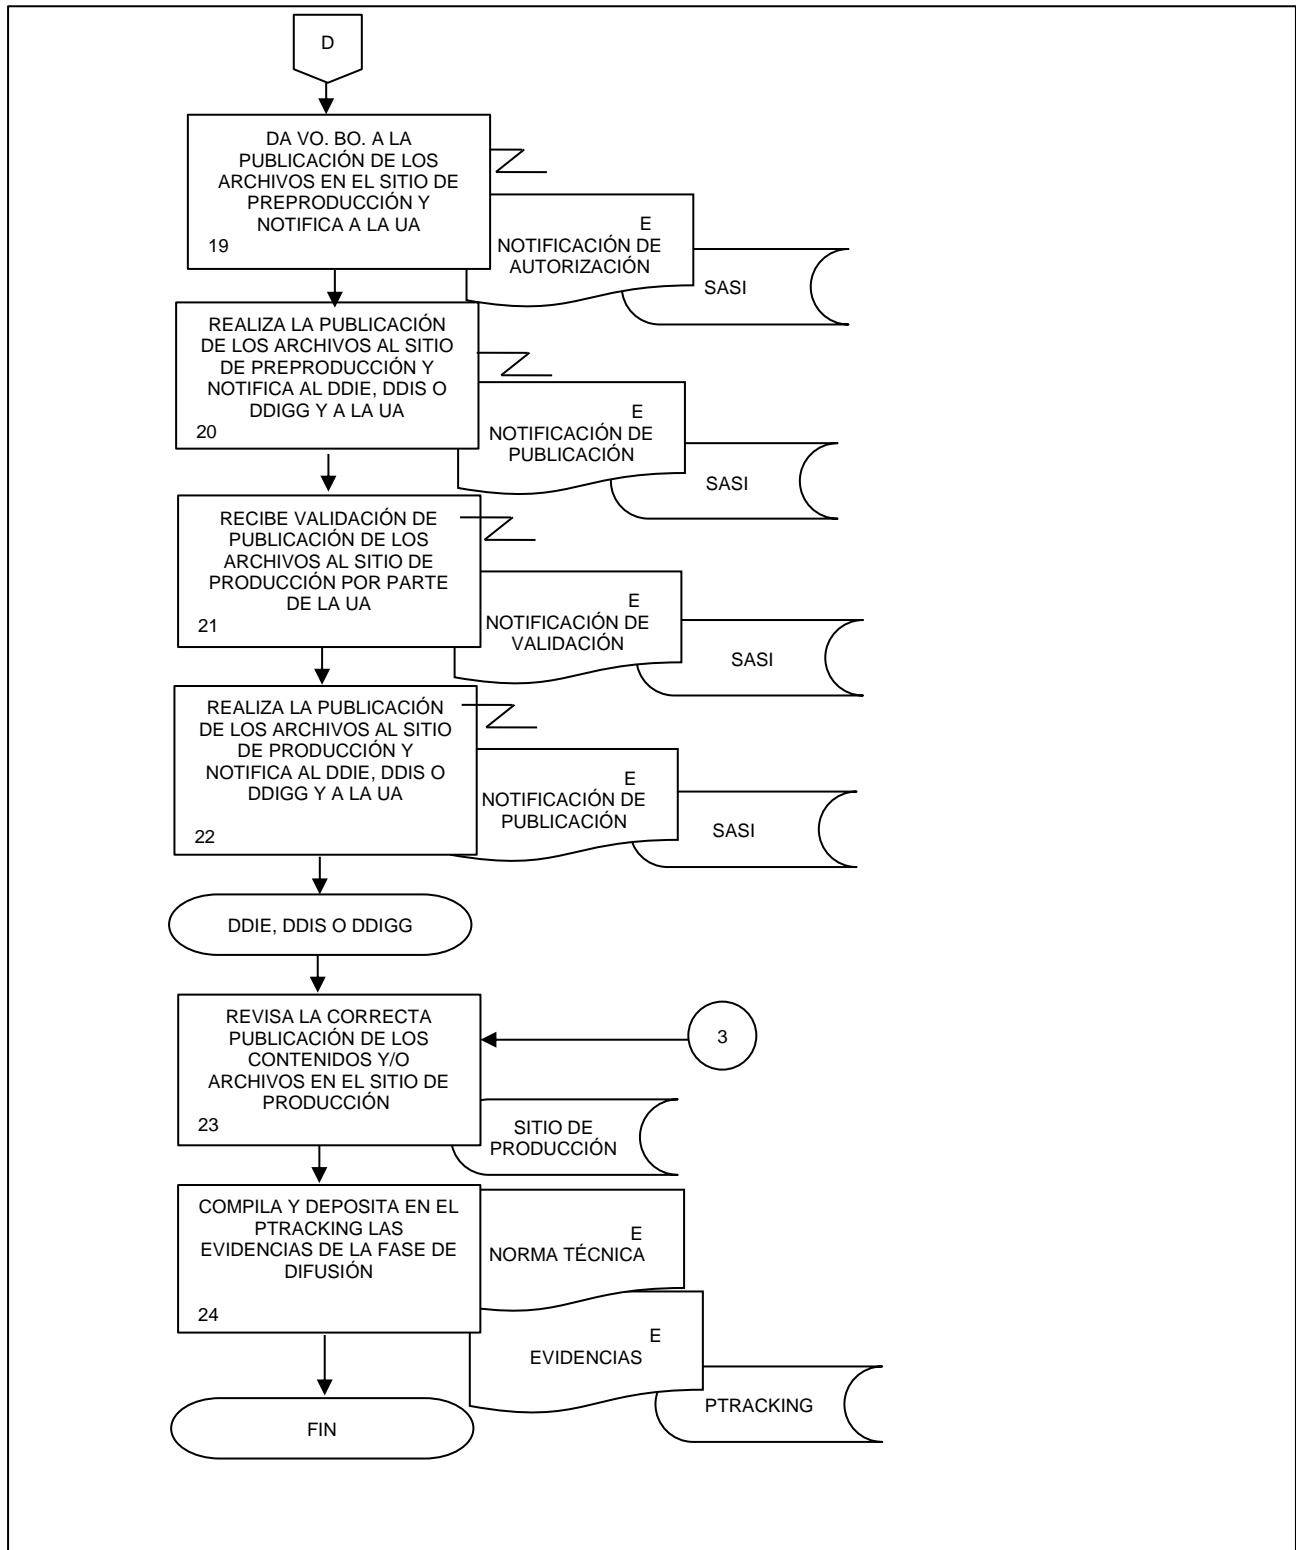 D
DA VO. BO. A LA
PUBLICACIÓN DE LOS
ARCHIVOS EN EL SITIO DE
PREPRODUCCIÓN Y
NOTIFICA A LA UA
19
E
NOTIFICACIÓN DE
AUTORIZACIÓN
SASI
REALIZA LA PUBLICACIÓN
DE LOS ARCHIVOS AL SITIO
DE PREPRODUCCIÓN Y
NOTIFICA AL DDIE, DDIS O
DDIGG Y A LA UA
20
E
NOTIFICACIÓN DE
PUBLICACIÓN
SASI
RECIBE VALIDACIÓN DE
PUBLICACIÓN DE LOS
ARCHIVOS AL SITIO DE
PRODUCCIÓN POR PARTE
DE LA UA
21
E
NOTIFICACIÓN DE
VALIDACIÓN
SASI
REALIZA LA PUBLICACIÓN
DE LOS ARCHIVOS AL SITIO
DE PRODUCCIÓN Y
NOTIFICA AL DDIE, DDIS O
DDIGG Y A LA UA
22
E
NOTIFICACIÓN DE
PUBLICACIÓN
SASI
DDIE, DDIS O DDIGG
REVISA LA CORRECTA
PUBLICACIÓN DE LOS
CONTENIDOS Y/O
ARCHIVOS EN EL SITIO DE
PRODUCCIÓN
23
3
SITIO DE
PRODUCCIÓN
COMPILA Y DEPOSITA EN EL
PTRACKING LAS
EVIDENCIAS DE LA FASE DE
DIFUSIÓN
24
E
NORMA TÉCNICA
E
EVIDENCIAS
PTRACKING
FIN